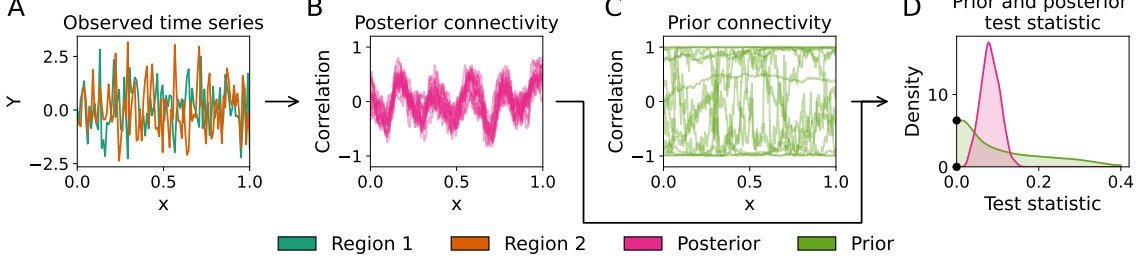 A
Observed time series
Y
2.5
0.0
−2.5
0.0
0.5
1.0
x
B
Posterior connectivity
Correlation
1
0
−1
0.0
0.5
1.0
x
C
Prior connectivity
Correlation
1
0
−1
0.0
0.5
1.0
x
D
Prior and posterior
test statistic
Density
10
0
0.0
0.2
0.4
Test statistic
Region 1
Region 2
Posterior
Prior